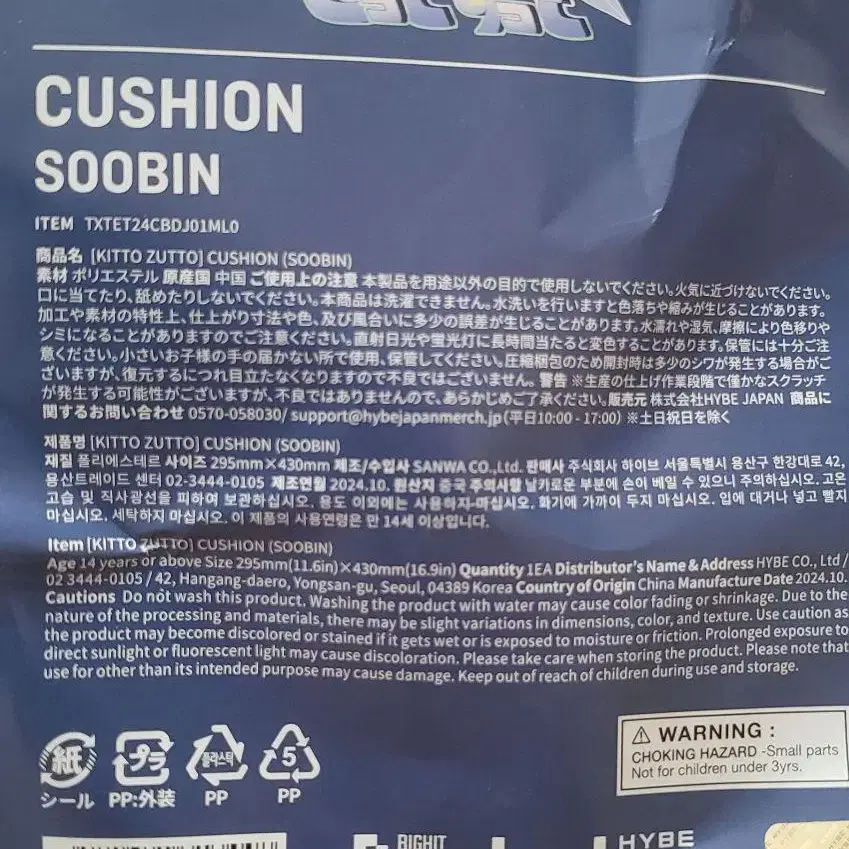 CUSHION
SOOBIN
ITEM TXTET24CBDJ01ML0
商品名 [KITTO ZUTTO] CUSHION (SOOBIN)
素材 ポリエステル 原産国 中国 ご使用上の注意 本製品を用途以外の目的で使用しないでください。火気に近づけないでください。
口に当てたり、舐めたりしないでください。本商品は洗濯できません。水洗いを行いますと色落ちや縮みが生じることがあります。
加工や素材の特性上、仕上がり寸法や色、及び風合いに多少の誤差が生じることがあります。水濡れや湿気、摩擦により色移りや
シミになることがありますのでご注意ください。直射日光や蛍光灯に長時間当たると変色することがあります。保管には十分ご注
意ください。小さいお子様の手の届かない所で使用、保管してください。圧縮梱包のため開封時は多少のシワが発生する場合がご
ざいますが、復元するにつれ目立たなくなりますので不良ではございません。警告 ※生産の仕上げ作業段階で僅かなスクラッチ
が発生する可能性がございますが、不良ではありませんので、あらかじめご了承ください。販売元 株式会社HYBE JAPAN 商品に
関するお問い合わせ 0570-058030/ support@hybejapanmerch.jp (平日10:00 - 17:00) ※土日祝日を除く
제품명 [KITTO ZUTTO] CUSHION (SOOBIN)
재질 폴리에스테르 사이즈 295mm×430mm 제조/수입사 SANWA CO.,Ltd. 판매사 주식회사 하이브 서울특별시 용산구 한강대로 42,
용산트레이드 센터 02-3444-0105 제조연월 2024.10. 원산지 중국 주의사항 날카로운 부분에 손이 베일 수 있으니 주의하십시오. 고온
고습 및 직사광선을 피하여 보관하십시오. 용도 이외에는 사용하지 마십시오. 화기에 가까이 두지 마십시오. 입에 대거나 넣고 빨지
마십시오. 세탁하지 마십시오. 이 제품의 사용연령은 만 14세 이상입니다.
Item [KITTO ZUTTO] CUSHION (SOOBIN)
Age 14 years or above Size 295mm(11.6in)×430mm(16.9in) Quantity 1EA Distributor's Name & Address HYBE CO., Ltd /
02 3444-0105 / 42, Hangang-daero, Yongsan-gu, Seoul, 04389 Korea Country of Origin China Manufacture Date 2024.10.
Cautions Do not wash this product. Washing the product with water may cause color fading or shrinkage. Due to the
nature of the processing and materials, there may be slight variations in dimensions, color, and texture. Use caution as
the product may become discolored or stained if it gets wet or is exposed to moisture or friction. Prolonged exposure to
direct sunlight or fluorescent light may cause discoloration. Please take care when storing the product. Please note that
use for other than its intended purpose may cause damage. Keep out of reach of children during use and storage.
紙 プラ 플라스틱 5
シール PP:外装 PP PP
WARNING :
CHOKING HAZARD -Small parts
Not for children under 3yrs.
BIGHIT HYBE